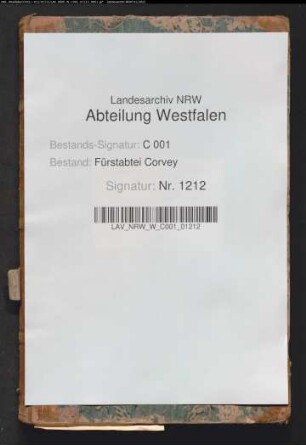 Landesarchiv NRW
Abteilung Westfalen
Bestands-Signatur: C 001
Bestand: Fürstabtei Corvey
Signatur: Nr. 1212
LAV_NRW_W_C001_01212